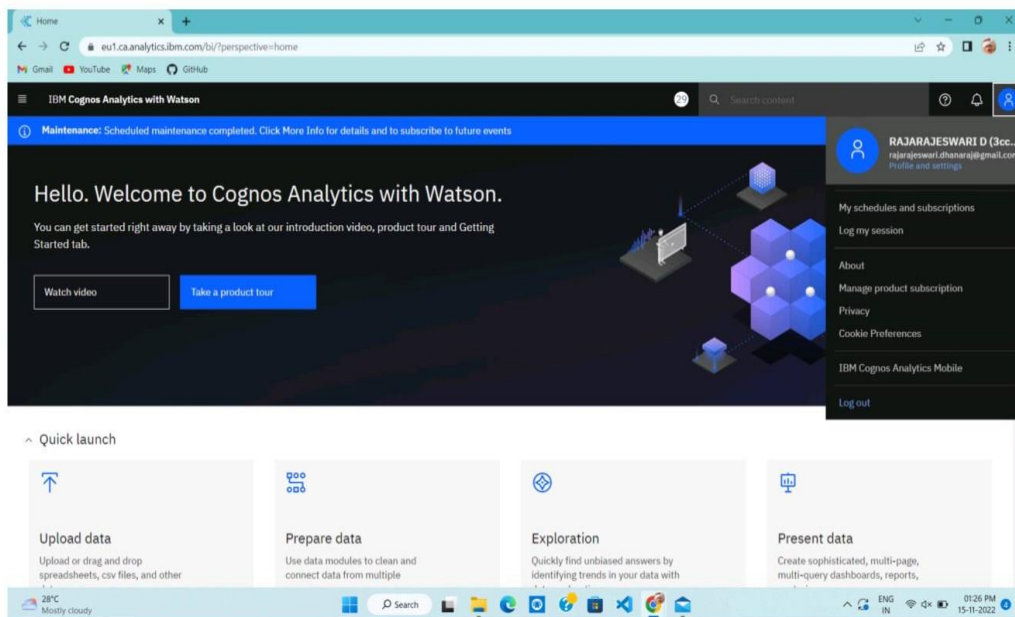 Home
eu1.ca.analytics.ibm.com/bi/?perspective=home
Gmail YouTube Maps GitHub
IBM Cognos Analytics with Watson 29 Search content
Maintenance: Scheduled maintenance completed. Click More Info for details and to subscribe to future events
RAJARAJESWARI D (3cc...
rajarajeswari.dhanaraj@gmail.com
Profile and settings
Hello. Welcome to Cognos Analytics with Watson.
You can get started right away by taking a look at our introduction video, product tour and Getting
Started tab.
Watch video Take a product tour
My schedules and subscriptions
Log my session
About
Manage product subscription
Privacy
Cookie Preferences
IBM Cognos Analytics Mobile
Log out
Quick launch
Upload data
Upload or drag and drop
spreadsheets, csv files, and other
Prepare data
Use data modules to clean and
connect data from multiple
Exploration
Quickly find unbiased answers by
identifying trends in your data with
Present data
Create sophisticated, multi-page,
multi-query dashboards, reports,
28°C
Mostly cloudy
Search
ENG
IN
01:26 PM
15-11-2022
4